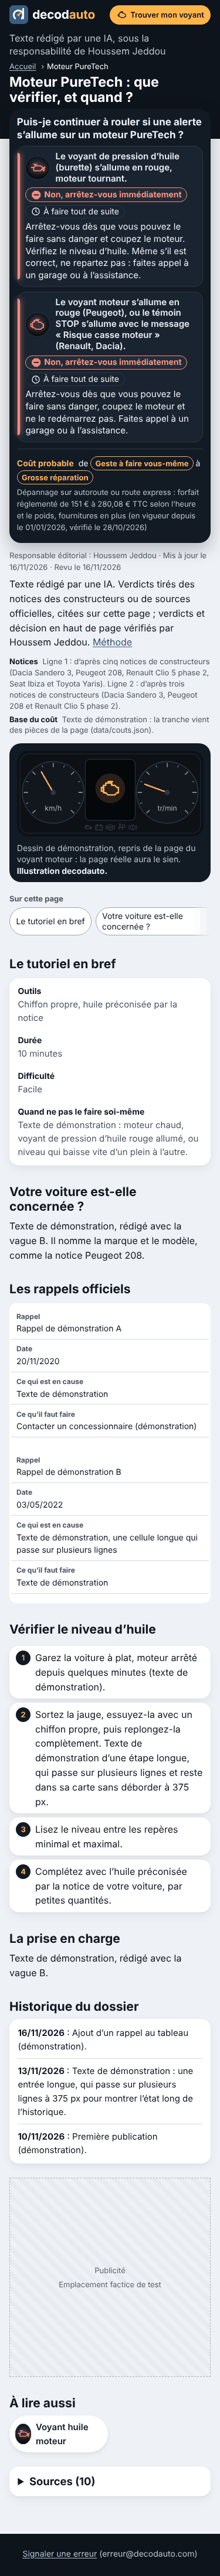 decodauto
Trouver mon voyant
Texte rédigé par une IA, sous la
responsabilité de Houssem Jeddou
Accueil › Moteur PureTech
Moteur PureTech : que
vérifier, et quand ?
Puis-je continuer à rouler si une alerte
s’allume sur un moteur PureTech ?
Le voyant de pression d’huile
(burette) s’allume en rouge,
moteur tournant.
Non, arrêtez-vous immédiatement
À faire tout de suite
Arrêtez-vous dès que vous pouvez le
faire sans danger et coupez le moteur.
Vérifiez le niveau d’huile. Même s’il est
correct, ne repartez pas : faites appel à
un garage ou à l’assistance.
Le voyant moteur s’allume en
rouge (Peugeot), ou le témoin
STOP s’allume avec le message
« Risque casse moteur »
(Renault, Dacia).
Non, arrêtez-vous immédiatement
À faire tout de suite
Arrêtez-vous dès que vous pouvez le
faire sans danger, coupez le moteur et
ne le redémarrez pas. Faites appel à un
garage ou à l’assistance.
Coût probable de Geste à faire vous-même à
Grosse réparation
Dépannage sur autoroute ou route express : forfait
réglementé de 151 € à 280,08 € TTC selon l’heure
et le poids, fournitures en plus (en vigueur depuis
le 01/01/2026, vérifié le 28/10/2026)
Responsable éditorial : Houssem Jeddou · Mis à jour le
16/11/2026 · Revu le 16/11/2026
Texte rédigé par une IA. Verdicts tirés des
notices des constructeurs ou de sources
officielles, citées sur cette page ; verdicts et
décision en haut de page vérifiés par
Houssem Jeddou. Méthode
Notices Ligne 1 : d’après cinq notices de constructeurs
(Dacia Sandero 3, Peugeot 208, Renault Clio 5 phase 2,
Seat Ibiza et Toyota Yaris). Ligne 2 : d’après trois
notices de constructeurs (Dacia Sandero 3, Peugeot
208 et Renault Clio 5 phase 2).
Base du coût Texte de démonstration : la tranche vient
des pièces de la page (data/couts.json).
km/h
tr/min
Dessin de démonstration, repris de la page du
voyant moteur : la page réelle aura le sien.
Illustration decodauto.
Sur cette page
Le tutoriel en bref
Votre voiture est-elle
concernée ?
Le tutoriel en bref
Outils
Chiffon propre, huile préconisée par la
notice
Durée
10 minutes
Difficulté
Facile
Quand ne pas le faire soi-même
Texte de démonstration : moteur chaud,
voyant de pression d’huile rouge allumé, ou
niveau qui baisse vite d’un plein à l’autre.
Votre voiture est-elle
concernée ?
Texte de démonstration, rédigé avec la
vague B. Il nomme la marque et le modèle,
comme la notice Peugeot 208.
Les rappels officiels
Rappel
Rappel de démonstration A
Date
20/11/2020
Ce qui est en cause
Texte de démonstration
Ce qu’il faut faire
Contacter un concessionnaire (démonstration)
Rappel
Rappel de démonstration B
Date
03/05/2022
Ce qui est en cause
Texte de démonstration, une cellule longue qui
passe sur plusieurs lignes
Ce qu’il faut faire
Texte de démonstration
Vérifier le niveau d’huile
1 Garez la voiture à plat, moteur arrêté
depuis quelques minutes (texte de
démonstration).
2 Sortez la jauge, essuyez-la avec un
chiffon propre, puis replongez-la
complètement. Texte de
démonstration d’une étape longue,
qui passe sur plusieurs lignes et reste
dans sa carte sans déborder à 375
px.
3 Lisez le niveau entre les repères
minimal et maximal.
4 Complétez avec l’huile préconisée
par la notice de votre voiture, par
petites quantités.
La prise en charge
Texte de démonstration, rédigé avec la
vague B.
Historique du dossier
16/11/2026 : Ajout d’un rappel au tableau
(démonstration).
13/11/2026 : Texte de démonstration : une
entrée longue, qui passe sur plusieurs
lignes à 375 px pour montrer l’état long de
l’historique.
10/11/2026 : Première publication
(démonstration).
Publicité
Emplacement factice de test
À lire aussi
Voyant huile
moteur
Sources (10)
Signaler une erreur (erreur@decodauto.com)